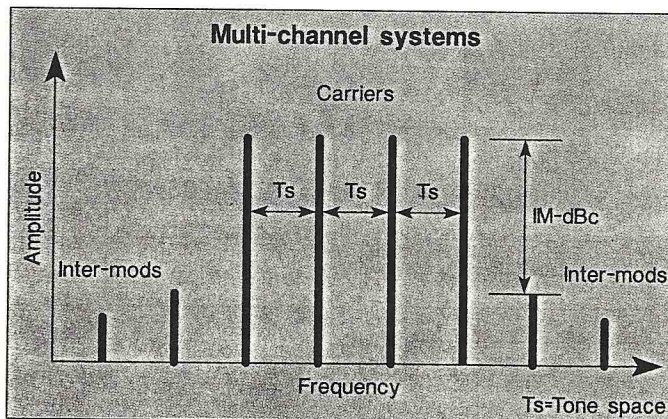 Multi-channel systems
Carriers
Amplitude
Ts
Ts
Ts
IM-dBc
Inter-mods
Inter-mods
Frequency
Ts=Tone space